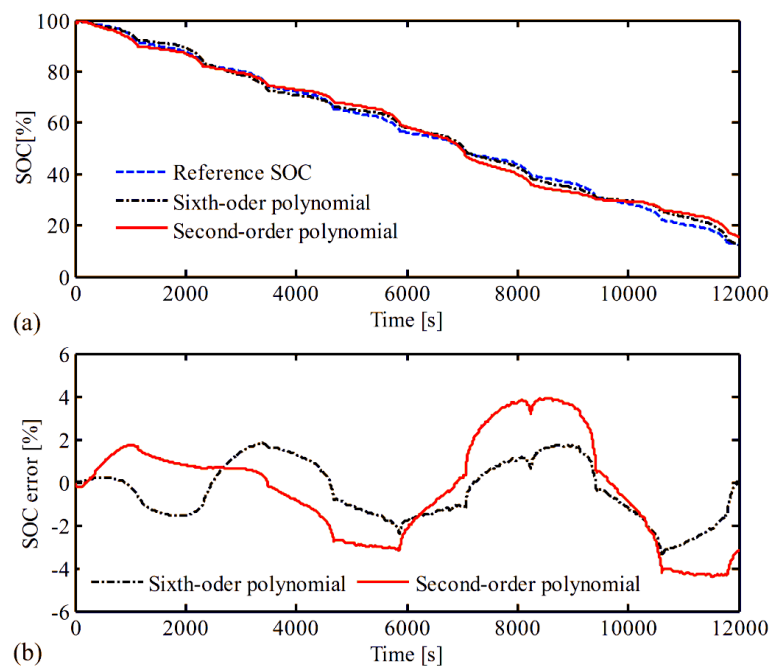 100
80
60
40
20
0
SOC[%]
Reference SOC
Sixth-oder polynomial
Second-order polynomial
0 2000 4000 6000 8000 10000 12000
(a)
Time [s]
6
4
2
0
-2
-4
-6
SOC error [%]
Sixth-oder polynomial Second-order polynomial
0 2000 4000 6000 8000 10000 12000
(b)
Time [s]